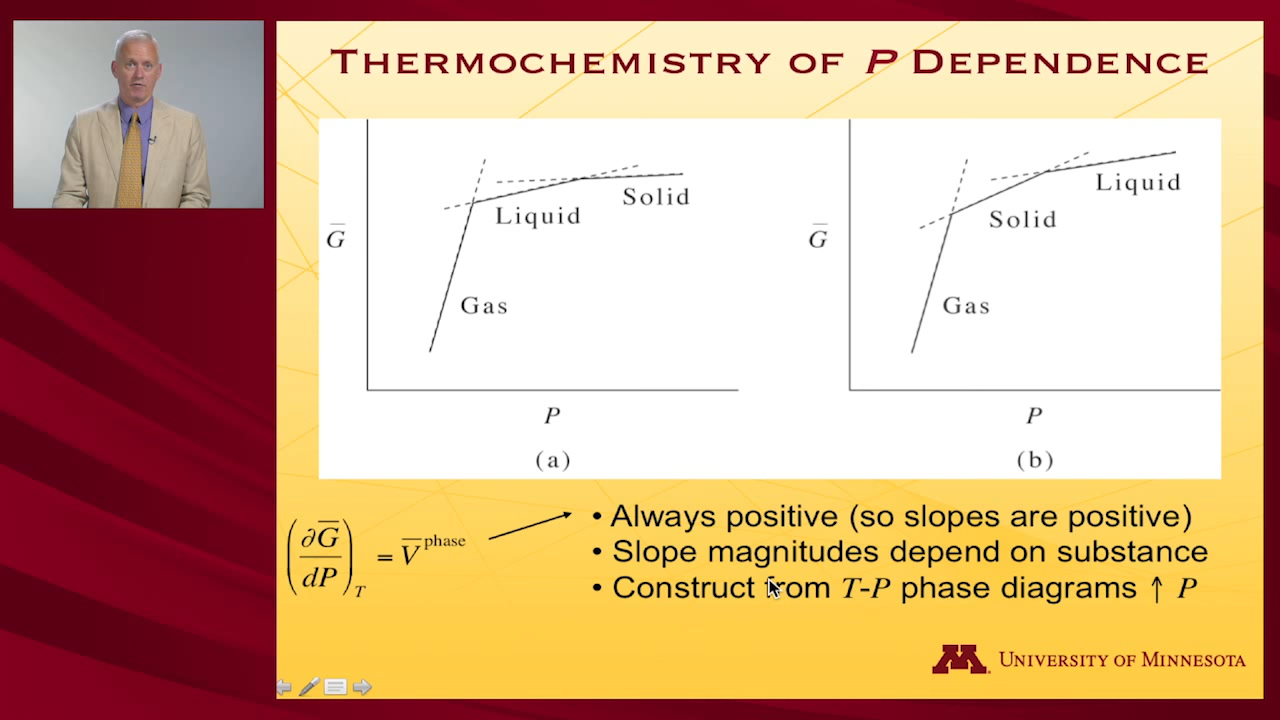 THERMOCHEMISTRY OF P DEPENDENCE
G̅
Liquid
Solid
Gas
P
(a)
G̅
Liquid
Solid
Gas
P
(b)
(∂G̅/dP)T = V̅phase
• Always positive (so slopes are positive)
• Slope magnitudes depend on substance
• Construct from T-P phase diagrams ↑ P
M
UNIVERSITY OF MINNESOTA